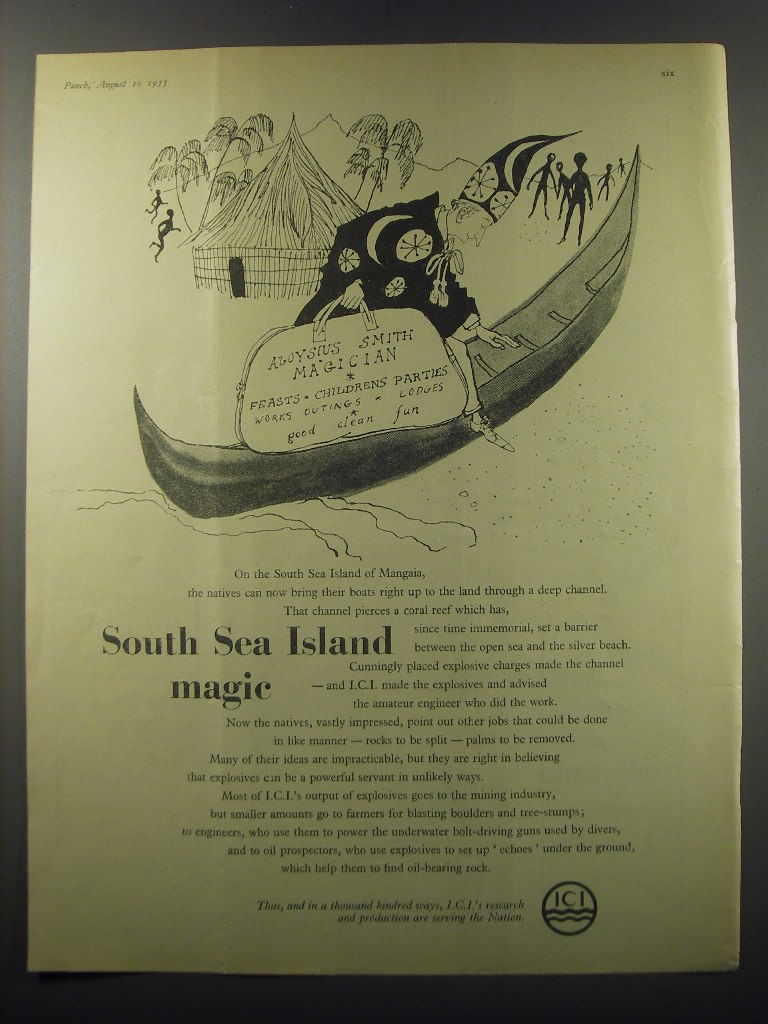 Punch, August 10 1955
xix
ALOYSIUS SMITH
MAGICIAN
*
FEASTS * CHILDRENS PARTIES
WORKS OUTINGS * LODGES
*
good clean fun
On the South Sea Island of Mangaia,
the natives can now bring their boats right up to the land through a deep channel.
That channel pierces a coral reef which has,
South Sea Island
magic
since time immemorial, set a barrier
between the open sea and the silver beach.
Cunningly placed explosive charges made the channel
— and I.C.I. made the explosives and advised
the amateur engineer who did the work.
Now the natives, vastly impressed, point out other jobs that could be done
in like manner — rocks to be split — palms to be removed.
Many of their ideas are impracticable, but they are right in believing
that explosives can be a powerful servant in unlikely ways.
Most of I.C.I.'s output of explosives goes to the mining industry,
but smaller amounts go to farmers for blasting boulders and tree-stumps;
to engineers, who use them to power the underwater bolt-driving guns used by divers,
and to oil prospectors, who use explosives to set up ' echoes ' under the ground,
which help them to find oil-bearing rock.
Thus, and in a thousand kindred ways, I.C.I.'s research
and production are serving the Nation.
ICI